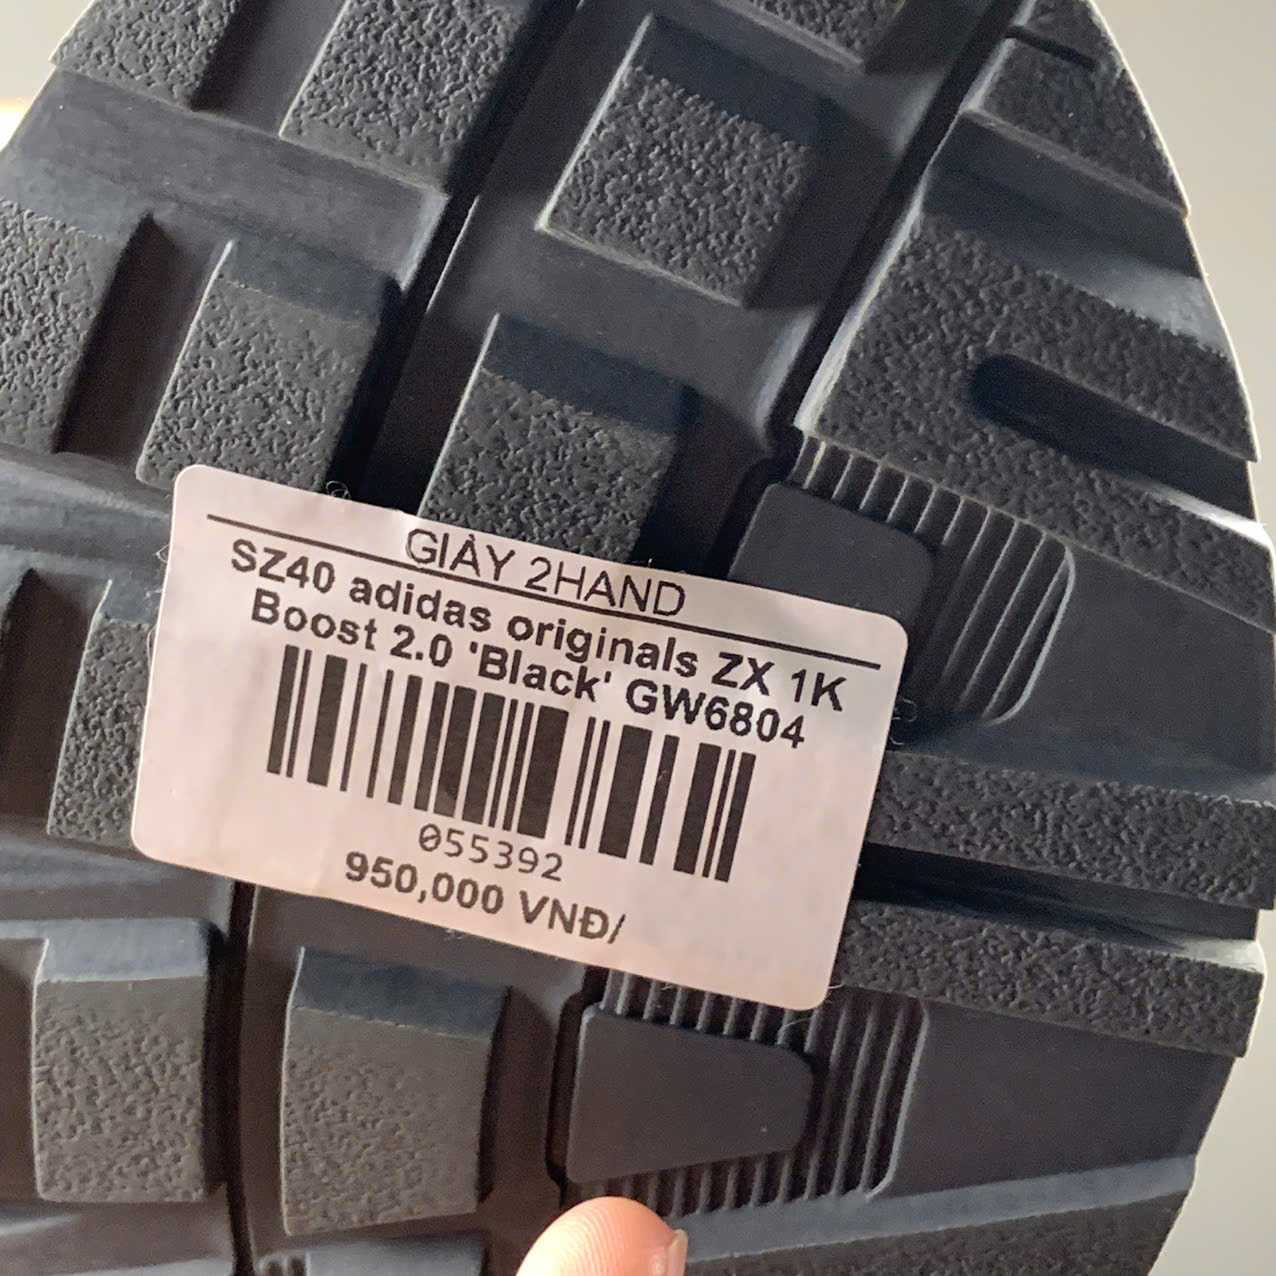 GIÀY 2HAND
SZ40 adidas originals ZX 1K
Boost 2.0 'Black' GW6804
055392
950,000 VNĐ/